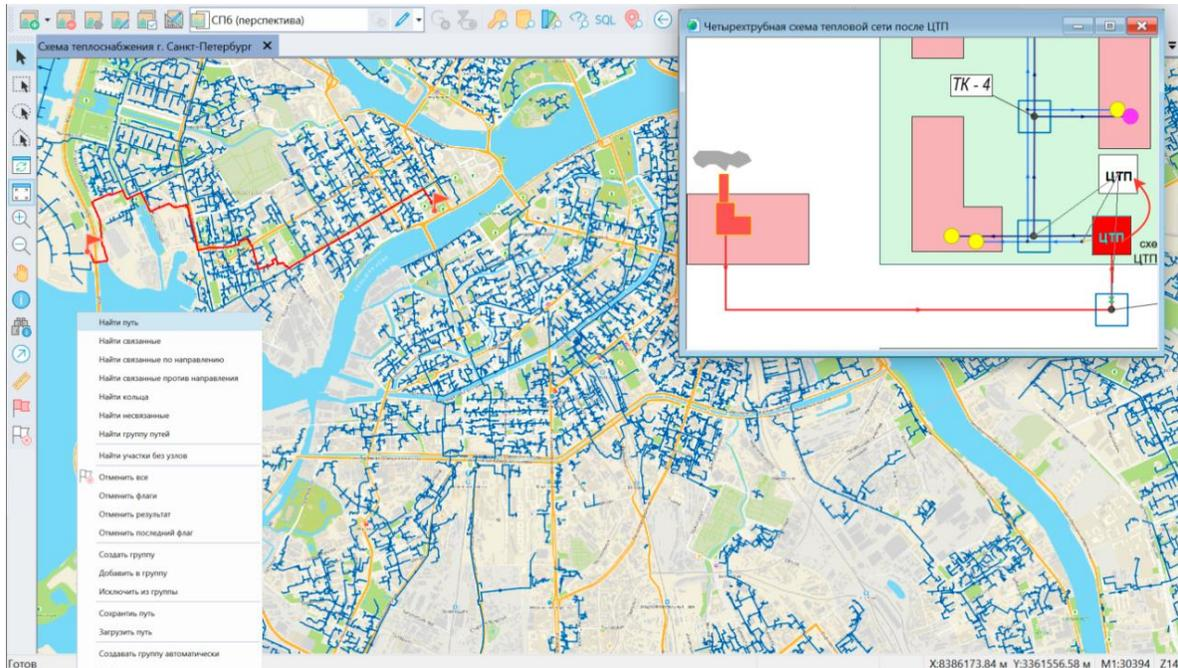 СПб (перспектива)
SQL
Четырехтрубная схема тепловой сети после ЦТП
Схема теплоснабжения г. Санкт-Петербург
ТК - 4
ЦТП
ЦТП
схе
ЦТП
Найти путь
Найти связанные
Найти связанные по направлению
Найти связанные против направления
Найти кольца
Найти несвязанные
Найти группу путей
Найти участки без узлов
Отменить все
Отменить флаги
Отменить результат
Отменить последний флаг
Создать группу
Добавить в группу
Исключить из группы
Сохранить путь
Загрузить путь
Создавать группу автоматически
Готов
X:8386173.84 м Y:3361556.58 м М1:30394 Z14